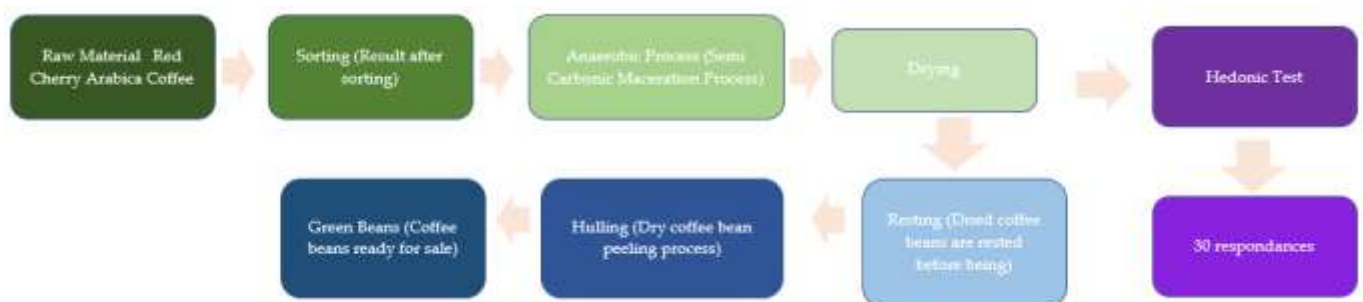 Raw Material Red
Cherry Arabica Coffee
Sorting (Result after
sorting)
Anaerobic Process (Semi
Carbonic Maceration Process)
Drying
Hedonic Test
Green Beans (Coffee
beans ready for sale)
Hulling (Dry coffee bean
peeling process)
Resting (Dried coffee
beans are rested
before being)
30 respondances